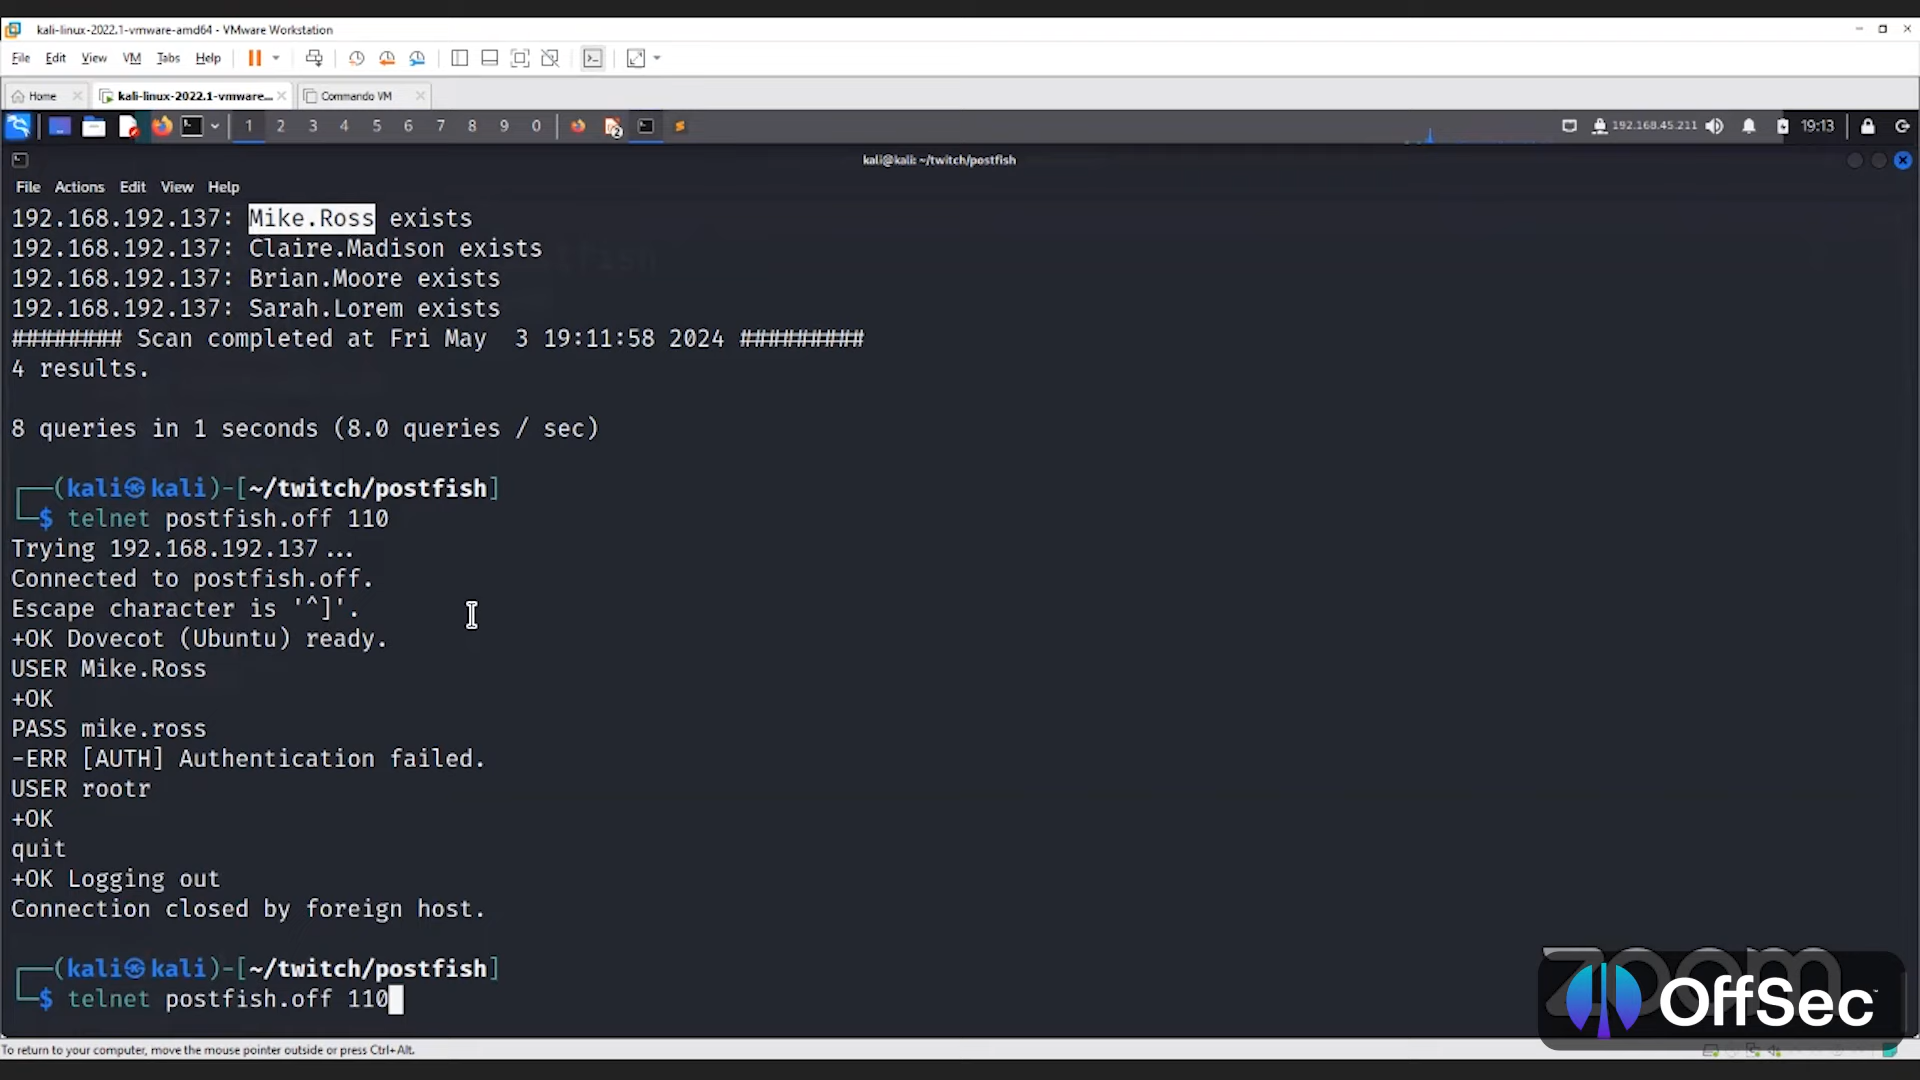 kali-linux-2022.1-vmware-amd64 - VMware Workstation
File Edit View VM Tabs Help
Home kali-linux-2022.1-vmware... Commando VM
1 2 3 4 5 6 7 8 9 0 2 192.168.45.211 19:13
kali@kali: ~/twitch/postfish
File Actions Edit View Help
192.168.192.137: Mike.Ross exists
192.168.192.137: Claire.Madison exists
192.168.192.137: Brian.Moore exists
192.168.192.137: Sarah.Lorem exists
######## Scan completed at Fri May  3 19:11:58 2024 #########
4 results.
8 queries in 1 seconds (8.0 queries / sec)
┌──(kali㉿kali)-[~/twitch/postfish]
└─$ telnet postfish.off 110
Trying 192.168.192.137...
Connected to postfish.off.
Escape character is '^]'.
+OK Dovecot (Ubuntu) ready.
USER Mike.Ross
+OK
PASS mike.ross
-ERR [AUTH] Authentication failed.
USER rootr
+OK
quit
+OK Logging out
Connection closed by foreign host.
┌──(kali㉿kali)-[~/twitch/postfish]
└─$ telnet postfish.off 110
zoom
OffSec™
To return to your computer, move the mouse pointer outside or press Ctrl+Alt.